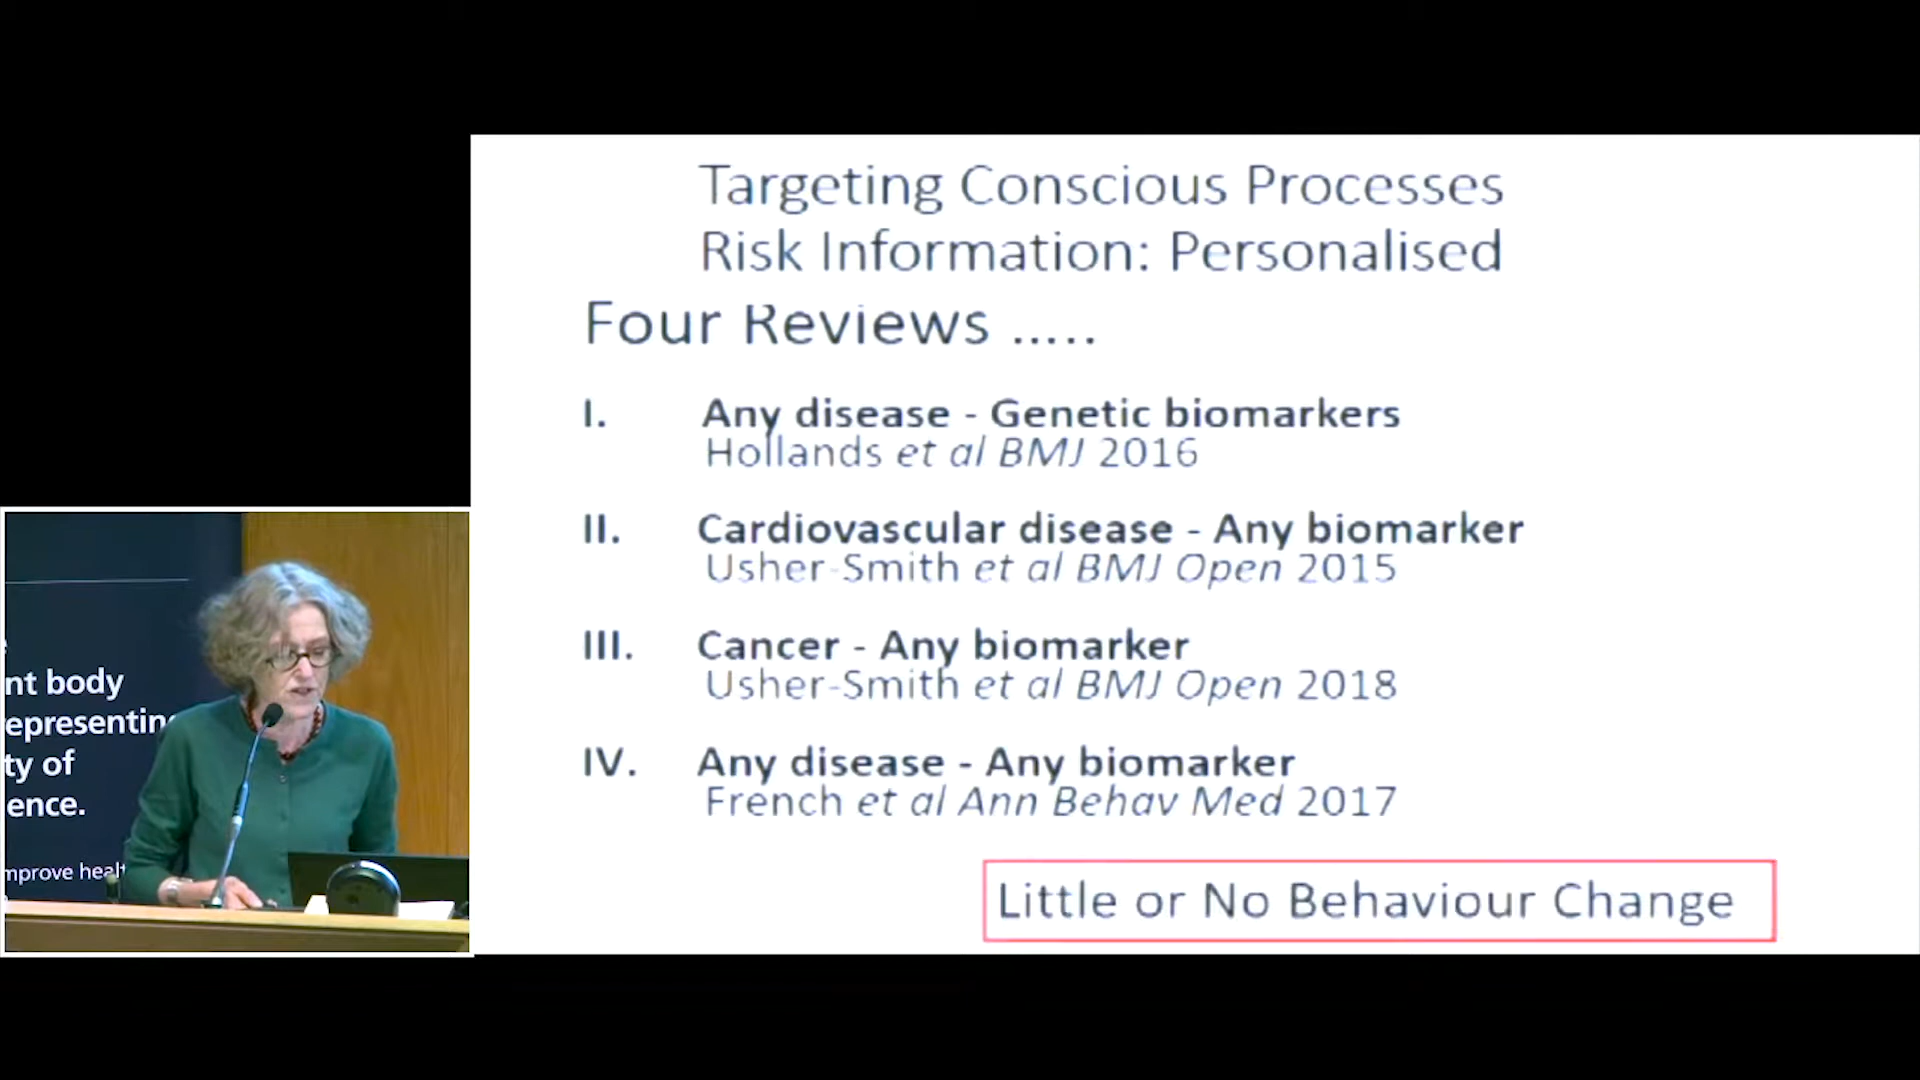 Targeting Conscious Processes
Risk Information: Personalised
Four Reviews .....
I. Any disease - Genetic biomarkers
Hollands et al BMJ 2016
II. Cardiovascular disease - Any biomarker
Usher-Smith et al BMJ Open 2015
III. Cancer - Any biomarker
Usher-Smith et al BMJ Open 2018
IV. Any disease - Any biomarker
French et al Ann Behav Med 2017
Little or No Behaviour Change
nt body
epresenting
ty of
ence.
mprove healt